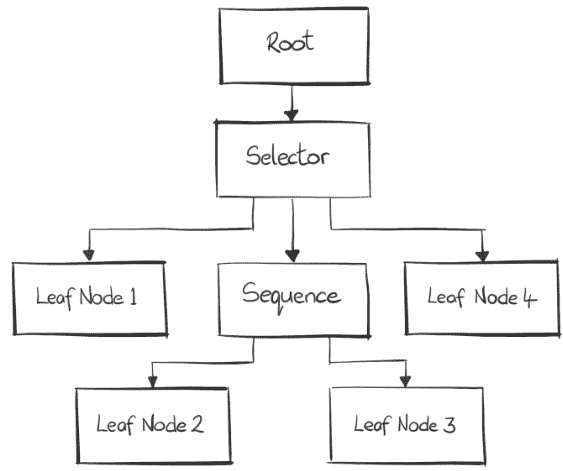 Root
Selector
Leaf Node 1
Sequence
Leaf Node 4
Leaf Node 2
Leaf Node 3